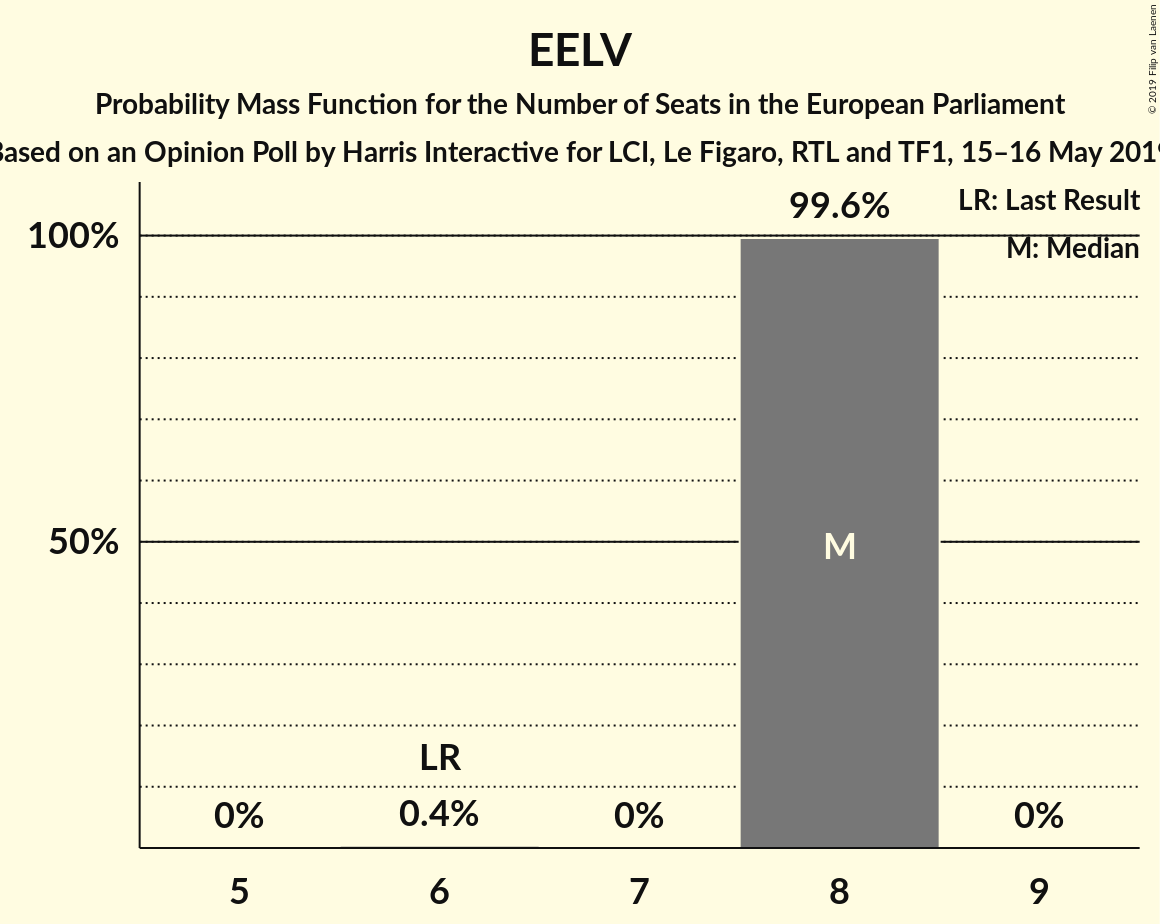 EELV
Probability Mass Function for the Number of Seats in the European Parliament
Based on an Opinion Poll by Harris Interactive for LCI, Le Figaro, RTL and TF1, 15–16 May 2019
© 2019 Filip van Laenen
LR: Last Result
M: Median
99.6%
100%
50%
M
LR
0%
0.4%
0%
0%
5
6
7
8
9